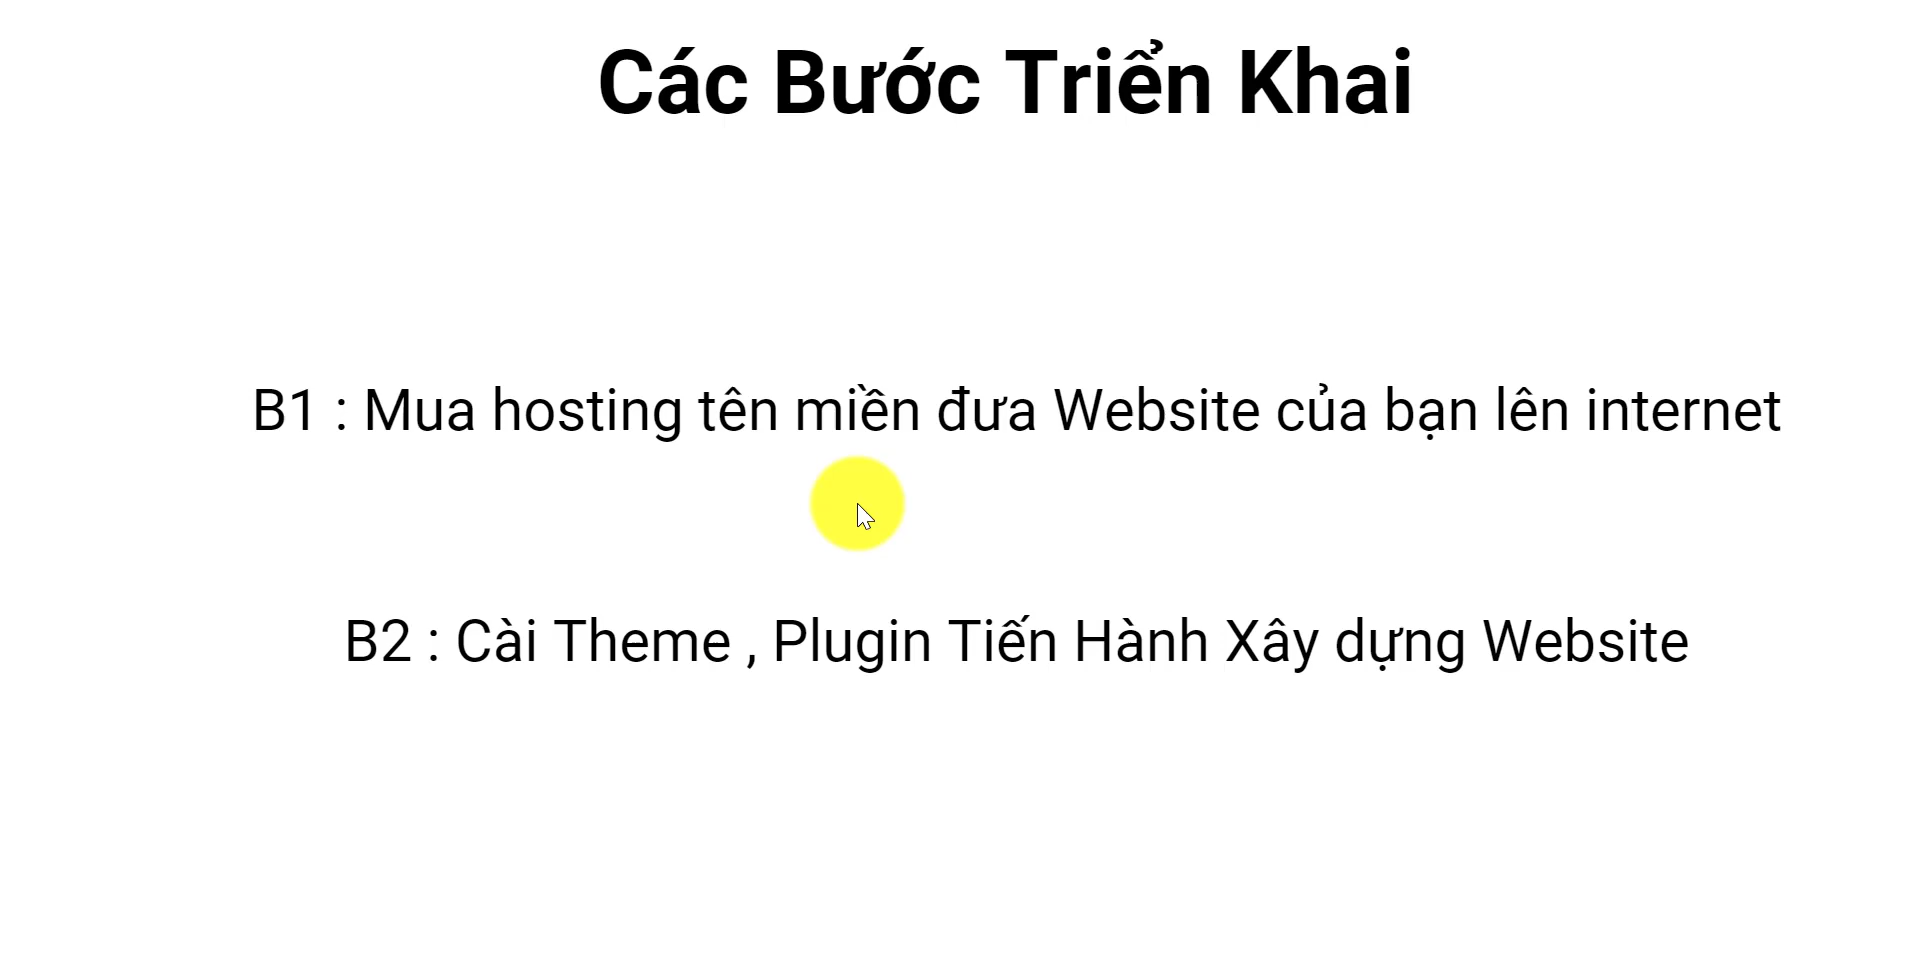 Các Bước Triển Khai
B1 : Mua hosting tên miền đưa Website của bạn lên internet
B2 : Cài Theme , Plugin Tiến Hành Xây dựng Website